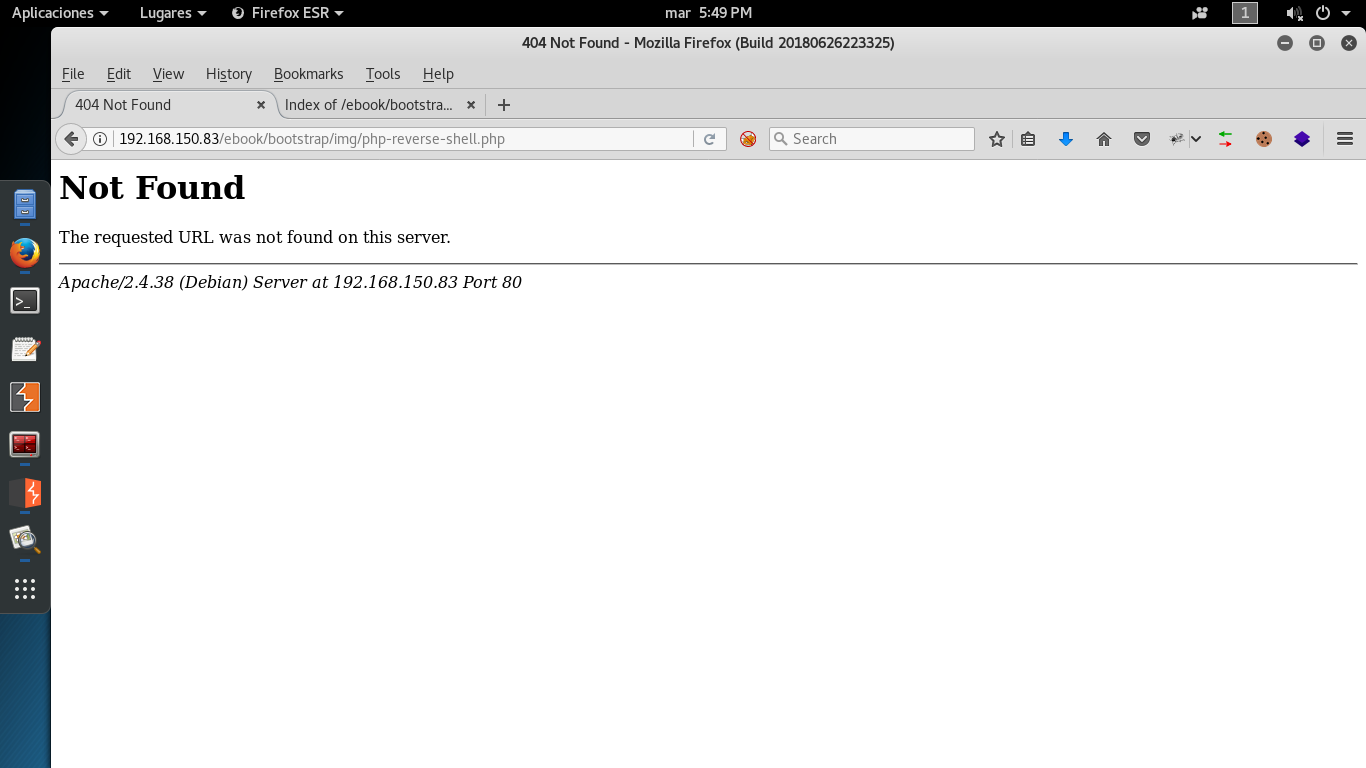 Aplicaciones Lugares Firefox ESR mar 5:49 PM 1
404 Not Found - Mozilla Firefox (Build 20180626223325)
File Edit View History Bookmarks Tools Help
404 Not Found Index of /ebook/bootstra...
192.168.150.83/ebook/bootstrap/img/php-reverse-shell.php Search
Not Found
The requested URL was not found on this server.
Apache/2.4.38 (Debian) Server at 192.168.150.83 Port 80